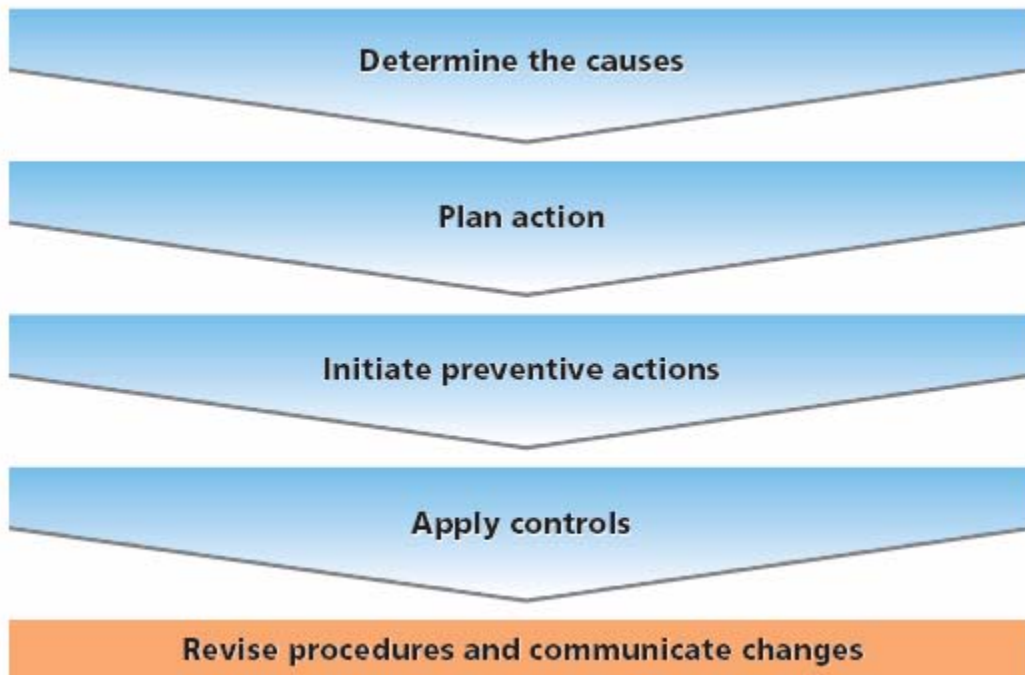 Determine the causes
Plan action
Initiate preventive actions
Apply controls
Revise procedures and communicate changes